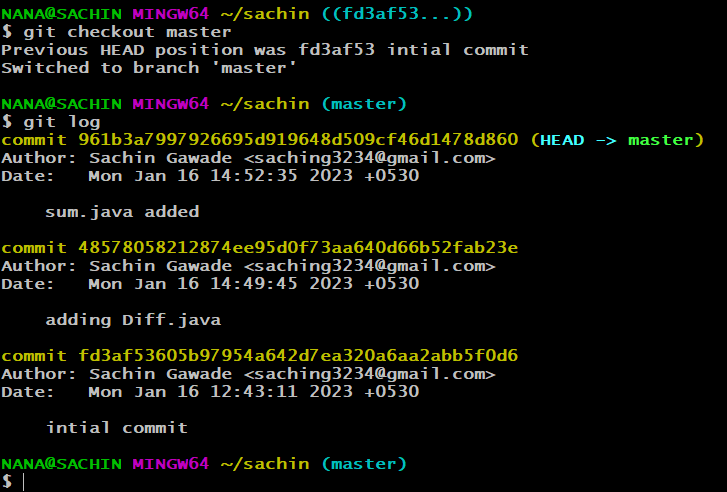 NANA@SACHIN MINGW64 ~/sachin ((fd3af53...))
$ git checkout master
Previous HEAD position was fd3af53 intial commit
Switched to branch 'master'
NANA@SACHIN MINGW64 ~/sachin (master)
$ git log
commit 961b3a7997926695d919648d509cf46d1478d860 (HEAD -> master)
Author: Sachin Gawade <saching3234@gmail.com>
Date:   Mon Jan 16 14:52:35 2023 +0530
sum.java added
commit 48578058212874ee95d0f73aa640d66b52fab23e
Author: Sachin Gawade <saching3234@gmail.com>
Date:   Mon Jan 16 14:49:45 2023 +0530
adding Diff.java
commit fd3af53605b97954a642d7ea320a6aa2abb5f0d6
Author: Sachin Gawade <saching3234@gmail.com>
Date:   Mon Jan 16 12:43:11 2023 +0530
intial commit
NANA@SACHIN MINGW64 ~/sachin (master)
$